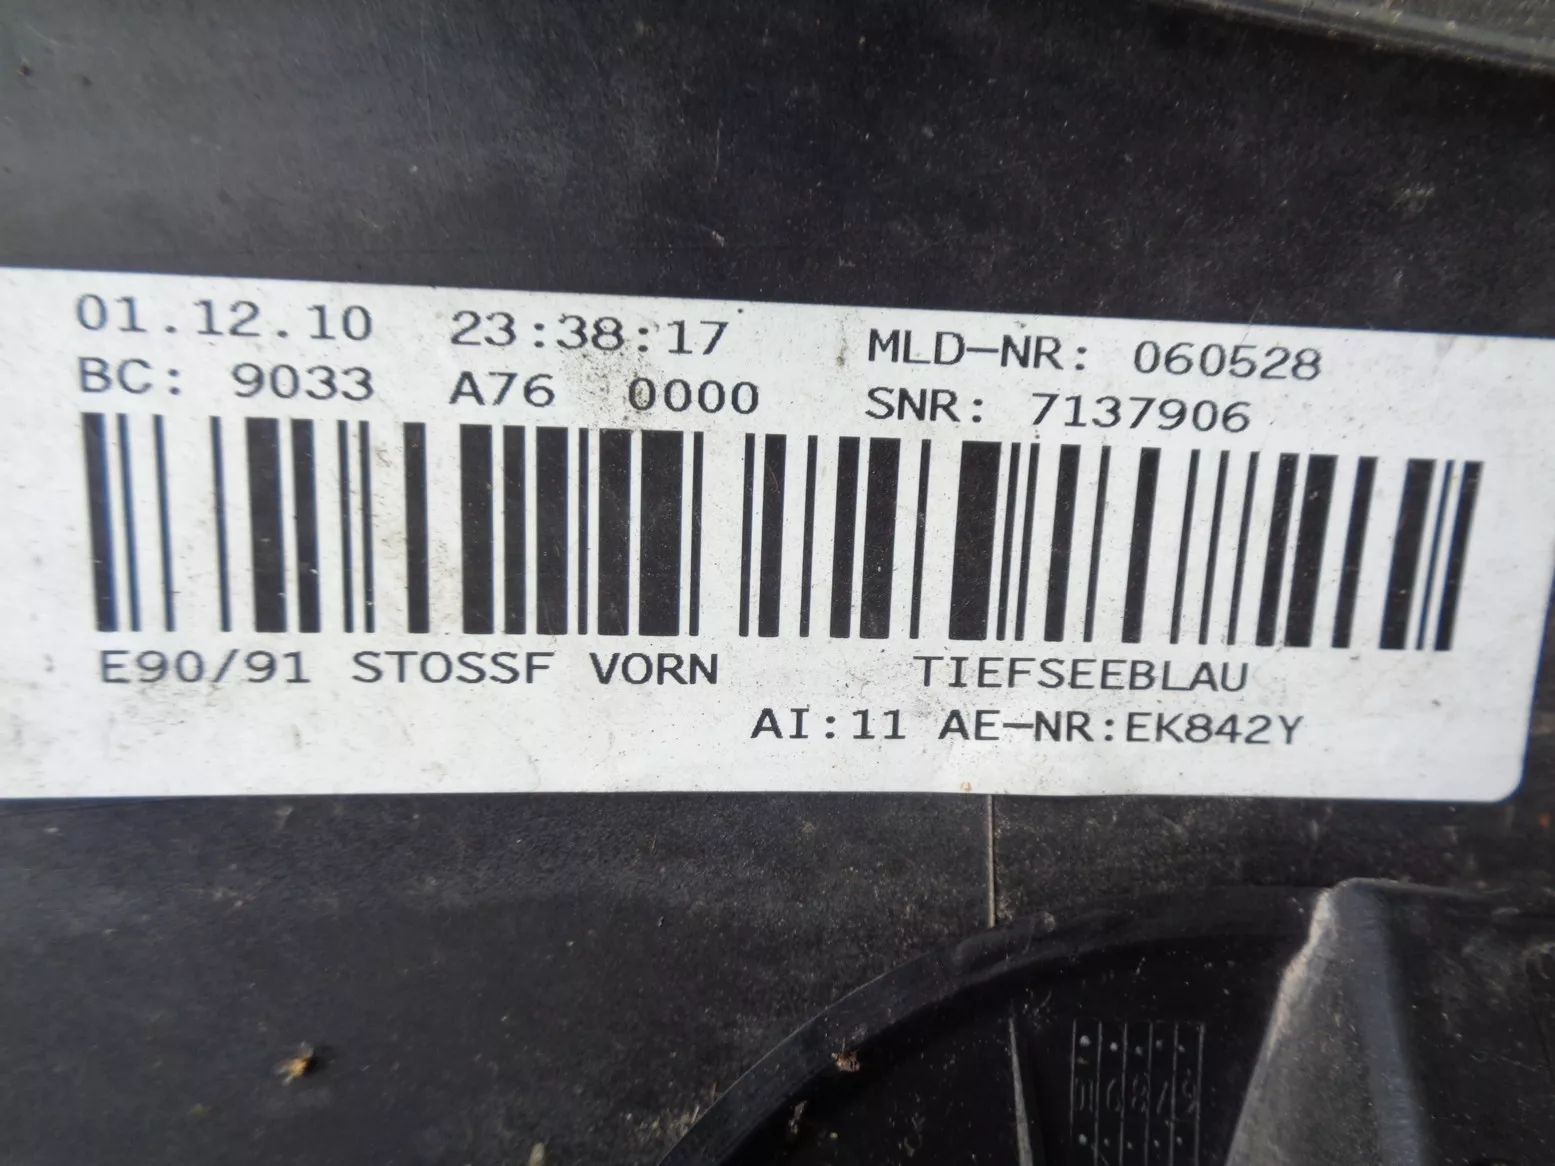 01.12.10 23:38:17 MLD-NR: 060528
BC: 9033 A76 0000 SNR: 7137906
E90/91 STOSSF VORN TIEFSEEBLAU
AI:11 AE-NR:EK842Y